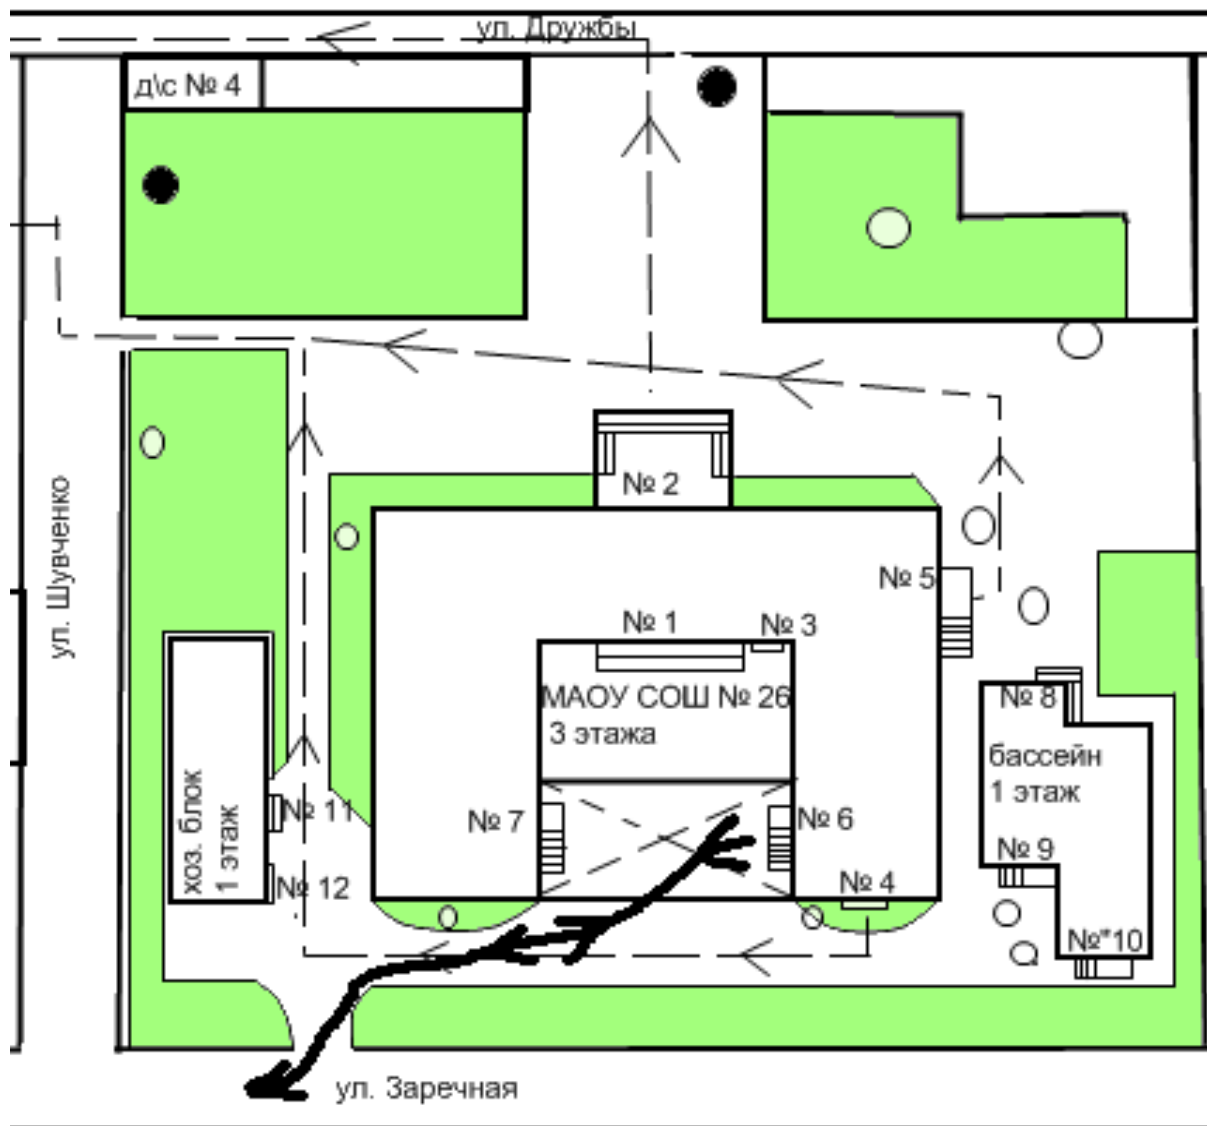 ул. Дружбы
д\с № 4
№ 2
ул. Шувченко
№ 5
№ 1
№ 3
МАОУ СОШ № 26
3 этажа
№ 8
бассейн
1 этаж
хоз. блок
1 этаж
№ 11
№ 7
№ 6
№ 9
№ 12
№ 4
№"10
ул. Заречная